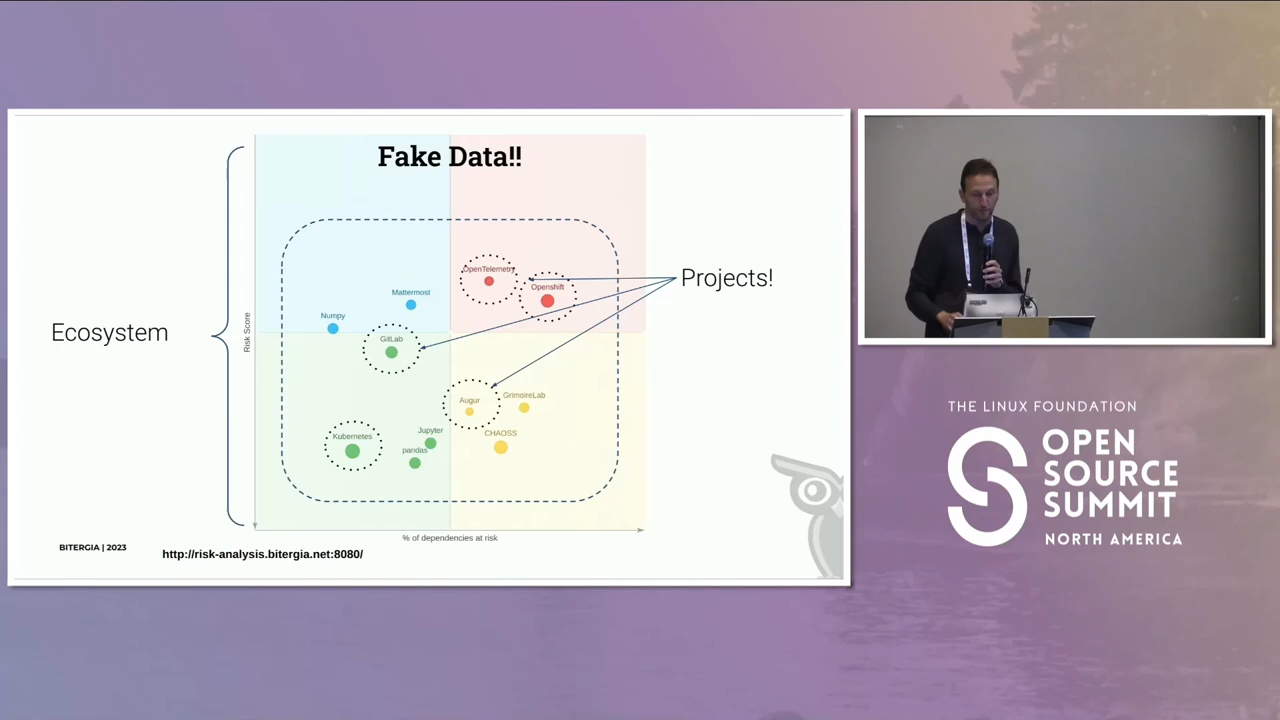 Fake Data!!
Ecosystem
Risk Score
OpenTelemetry
Openshift
Projects!
Mattermost
Numpy
GitLab
Augur
GrimoireLab
Kubernetes
Jupyter
pandas
CHAOSS
% of dependencies at risk
BITERGIA | 2023
http://risk-analysis.bitergia.net:8080/
THE LINUX FOUNDATION
OPEN
SOURCE
SUMMIT
NORTH AMERICA